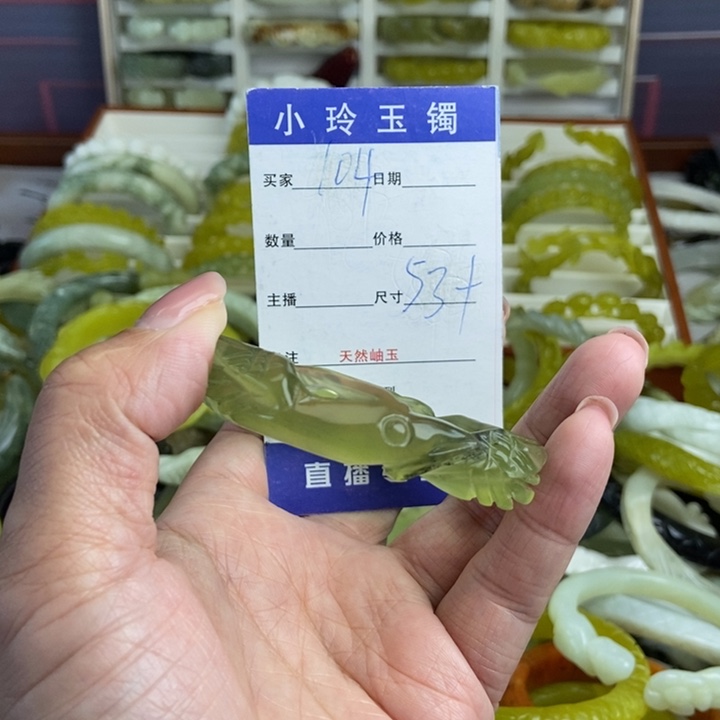 小玲玉镯
买家 104 日期
数量 价格
主播 尺寸 53+
注 天然岫玉
直播